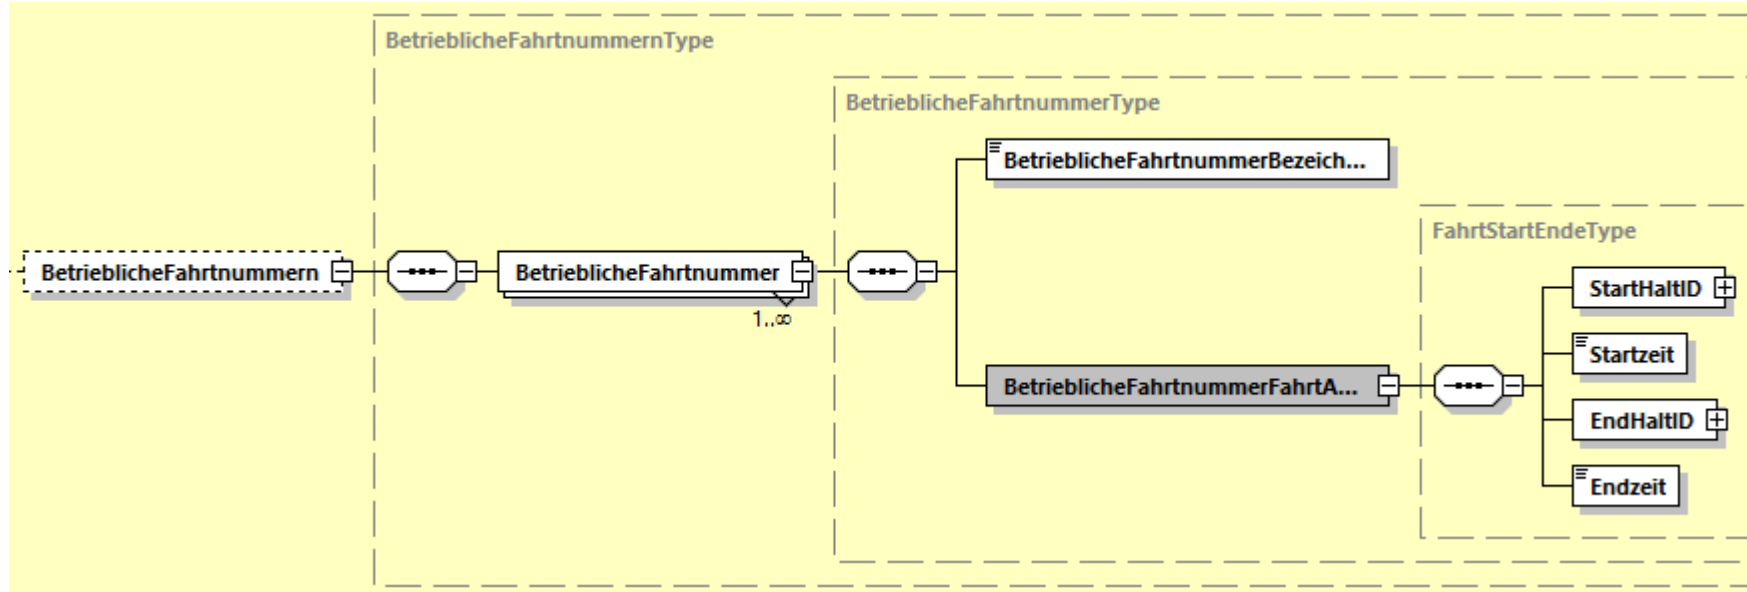 BetrieblicheFahrtnummernType
BetrieblicheFahrtnummerType
BetrieblicheFahrtnummerBezeich...
FahrtStartEndeType
BetrieblicheFahrtnummern
BetrieblicheFahrtnummer
1..∞
StartHaltID
Startzeit
BetrieblicheFahrtnummerFahrtA...
EndHaltID
Endzeit